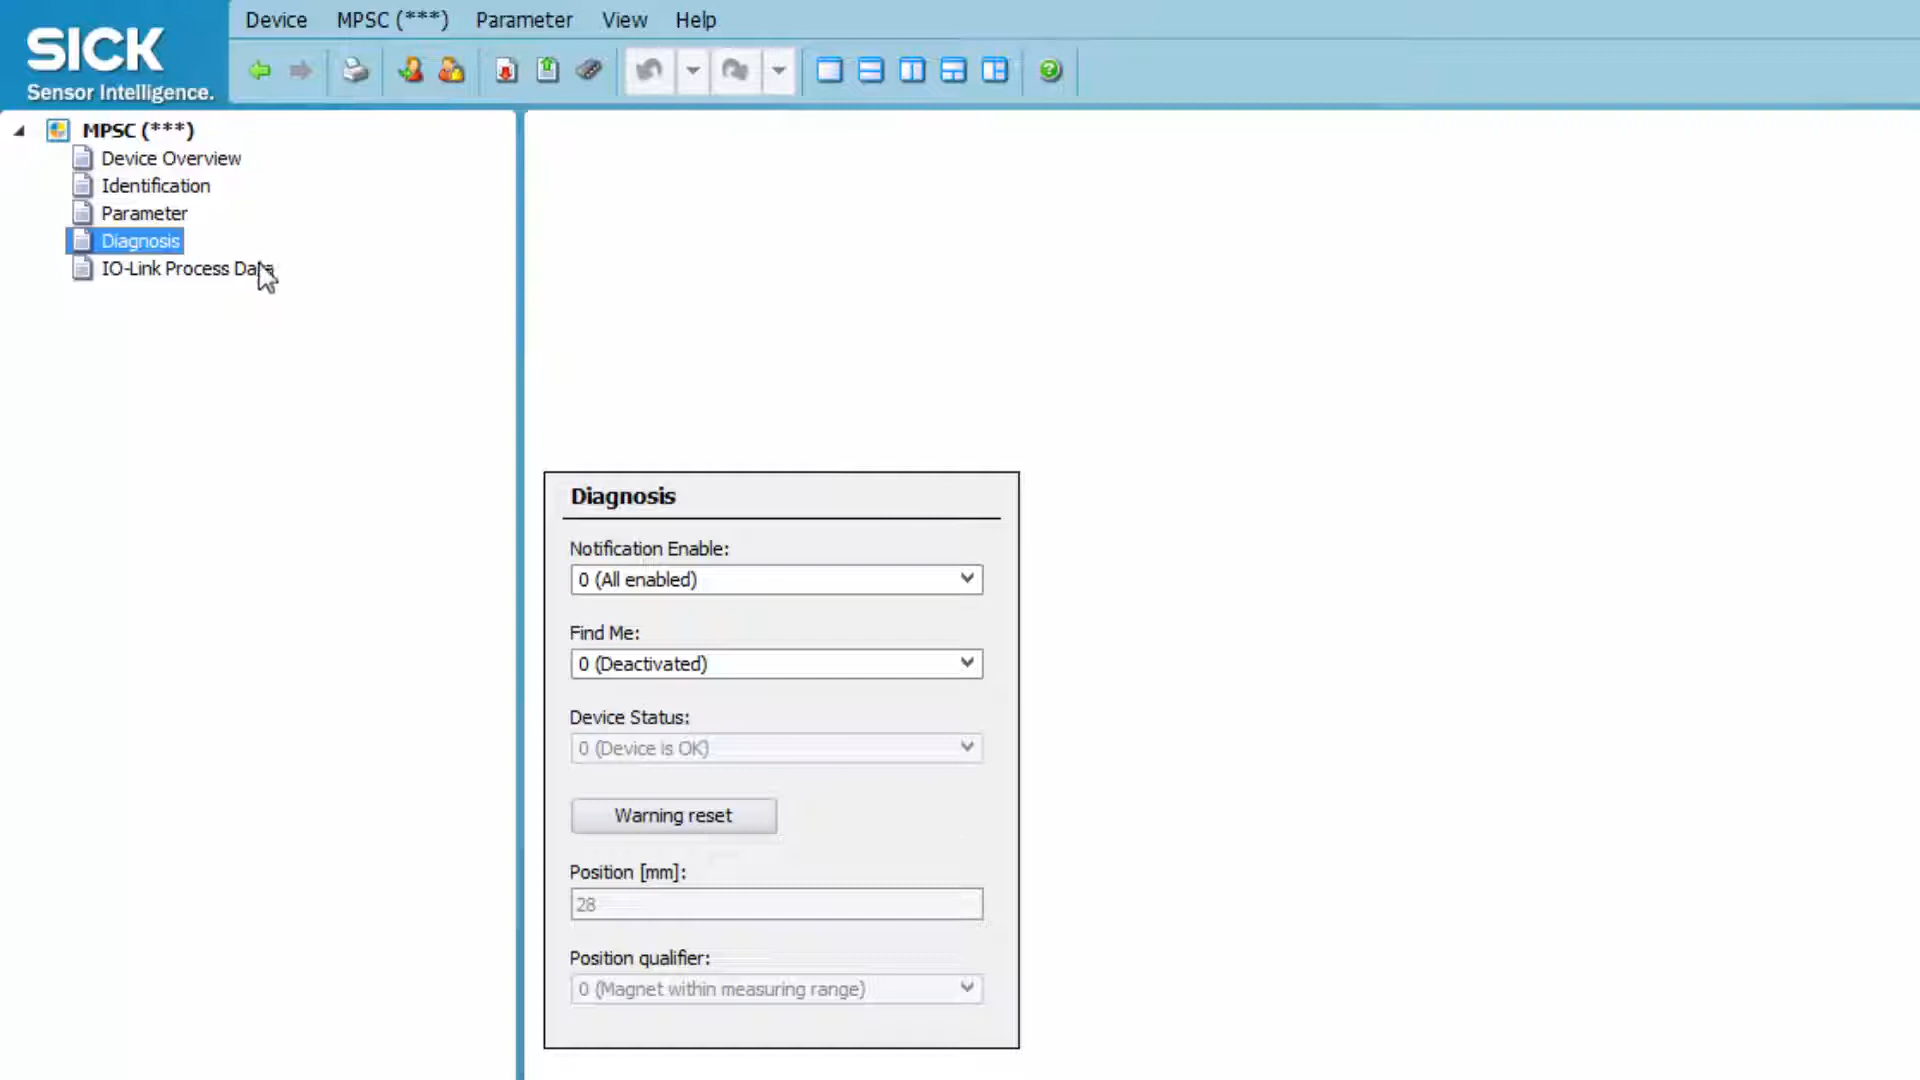 SICK
Sensor Intelligence.
Device MPSC (***) Parameter View Help
MPSC (***)
Device Overview
Identification
Parameter
Diagnosis
IO-Link Process Data
Diagnosis
Notification Enable:
0 (All enabled)
Find Me:
0 (Deactivated)
Device Status:
0 (Device is OK)
Warning reset
Position [mm]:
28
Position qualifier:
0 (Magnet within measuring range)